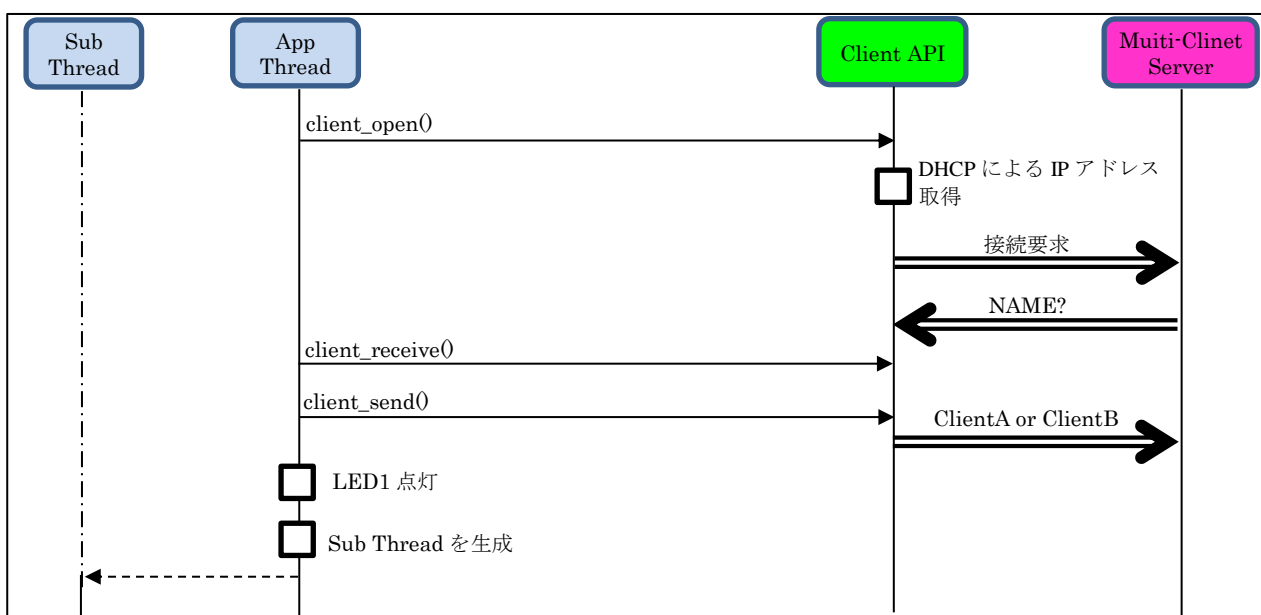 Sub
Thread
App
Thread
Client API
Muiti-Clinet
Server
client_open()
DHCP による IP アドレス
取得
接続要求
NAME?
client_receive()
client_send()
ClientA or ClientB
LED1 点灯
Sub Thread を生成